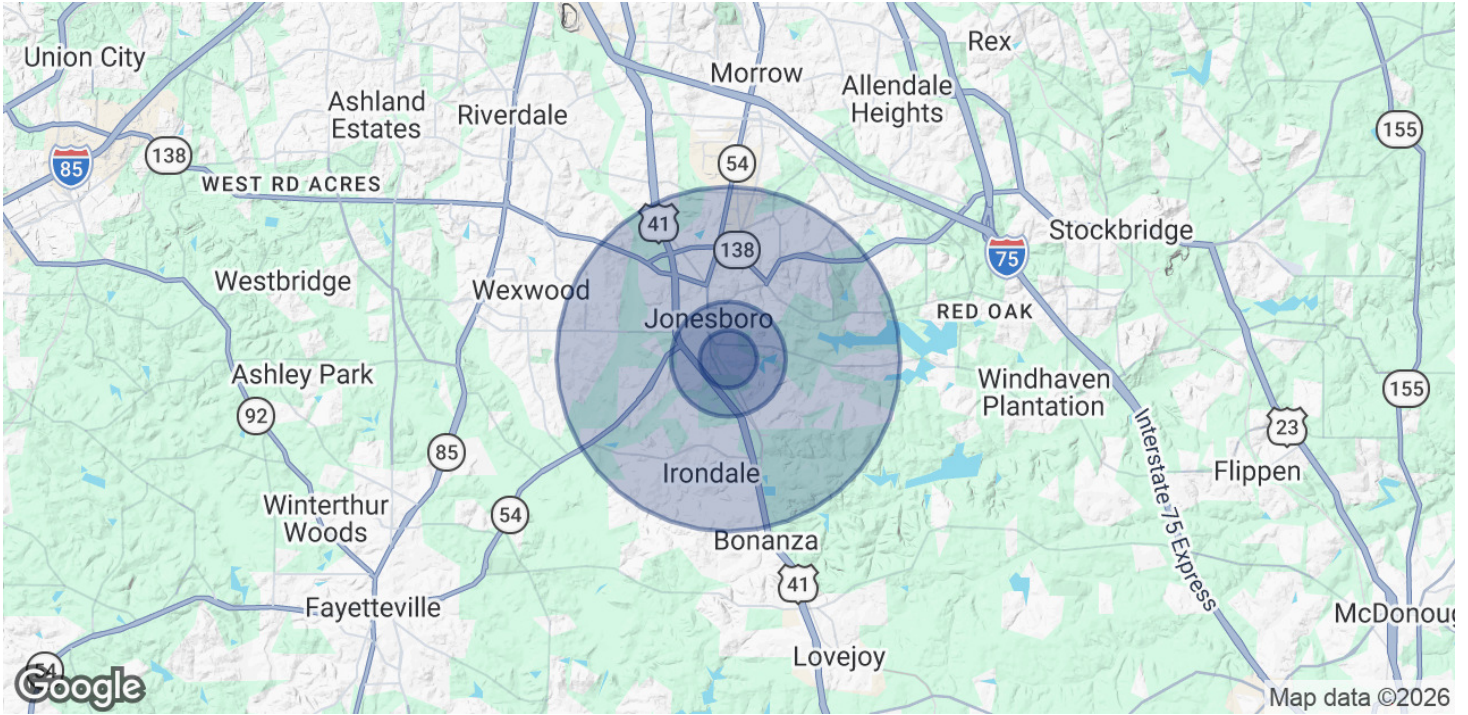 Rex
Union City
Morrow
Allendale
Heights
Ashland
Estates
Riverdale
155
138
54
85
WEST RD ACRES
41
138
Stockbridge
75
Westbridge
Wexwood
RED OAK
Jonesboro
Ashley Park
Windhaven
Plantation
155
92
23
85
Interstate 75 Express
Irondale
Flippen
Winterthur
Woods
54
Bonanza
41
Fayetteville
McDonoug
Lovejoy
54
Google
Map data ©2026